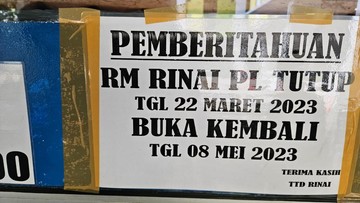 PEMBERITAHUAN
RM RINAI PL TUTUP
TGL 22 MARET 2023
BUKA KEMBALI
TGL 08 MEI 2023
TERIMA KASIH
TTD RINAI
00